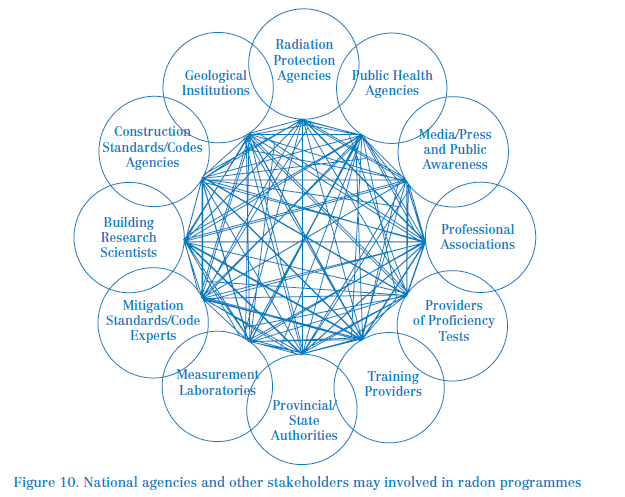 Radiation
Protection
Agencies
Public Health
Agencies
Media/Press
and Public
Awareness
Professional
Associations
Providers
of Proficiency
Tests
Training
Providers
Provincial/
State
Authorities
Measurement
Laboratories
Mitigation
Standards/Code
Experts
Building
Research
Scientists
Construction
Standards/Codes
Agencies
Geological
Institutions
Figure 10. National agencies and other stakeholders may involved in radon programmes